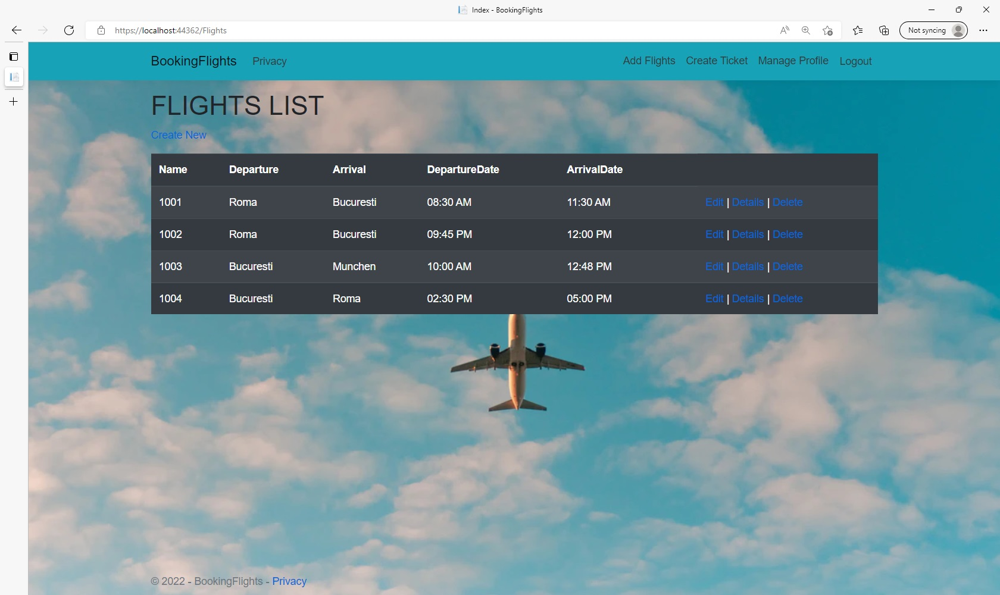 Index - BookingFlights
https://localhost:44362/Flights
Not syncing
BookingFlights Privacy Add Flights Create Ticket Manage Profile Logout
FLIGHTS LIST
Create New
Name Departure Arrival DepartureDate ArrivalDate
1001 Roma Bucuresti 08:30 AM 11:30 AM Edit | Details | Delete
1002 Roma Bucuresti 09:45 PM 12:00 PM Edit | Details | Delete
1003 Bucuresti Munchen 10:00 AM 12:48 PM Edit | Details | Delete
1004 Bucuresti Roma 02:30 PM 05:00 PM Edit | Details | Delete
© 2022 - BookingFlights - Privacy